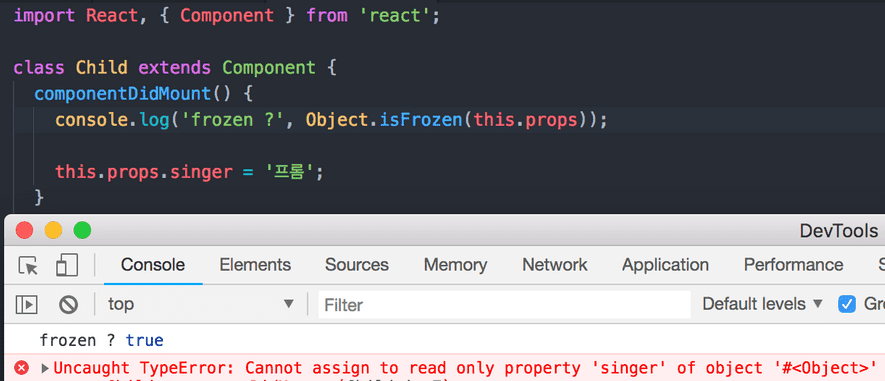 import React, { Component } from 'react';
class Child extends Component {
componentDidMount() {
console.log('frozen ?', Object.isFrozen(this.props));
this.props.singer = '프롬';
}
DevTools
Console Elements Sources Memory Network Application Performance
top Filter Default levels
frozen ? true
Uncaught TypeError: Cannot assign to read only property 'singer' of object '#<Object>'